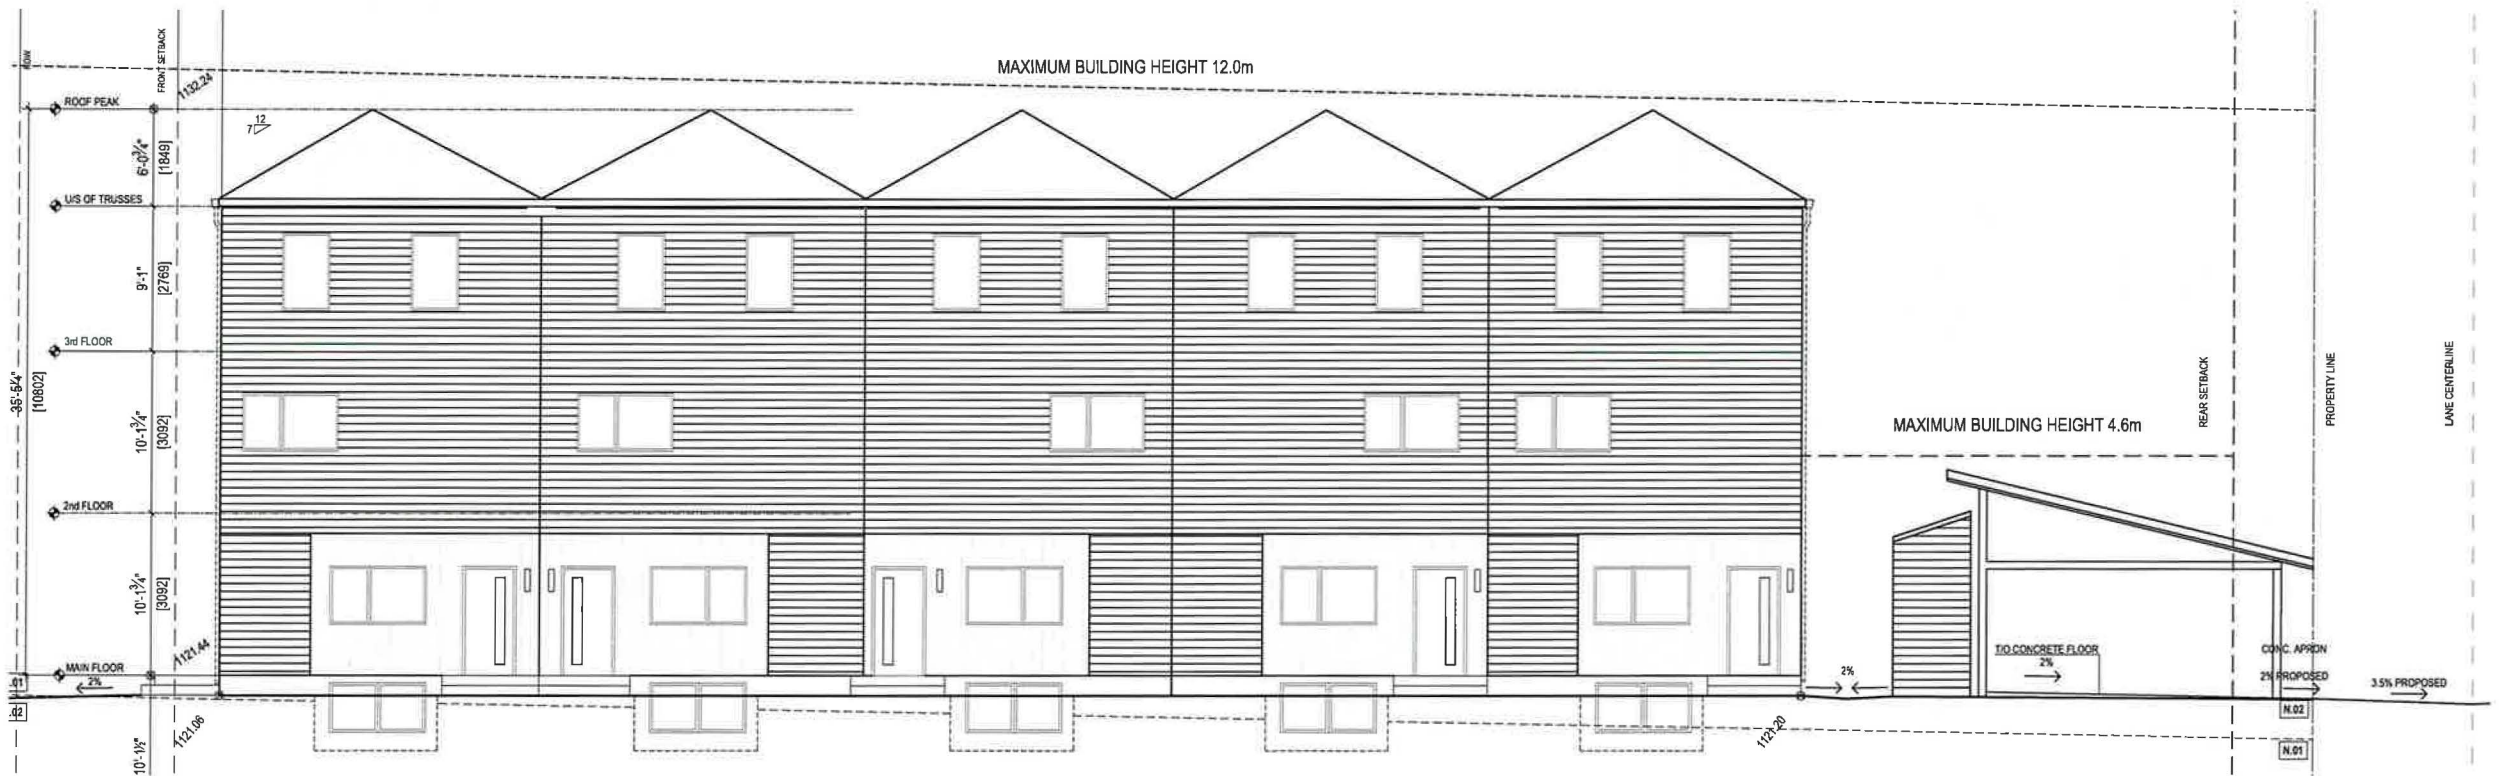 ROW
FRONT SETBACK
1132.24
MAXIMUM BUILDING HEIGHT 12.0m
ROOF PEAK
12
7
6'-0¾"
[1849]
U/S OF TRUSSES
9'-1"
[2769]
3rd FLOOR
[10802]
10'-1¾"
[3092]
2nd FLOOR
10'-1¾"
[3092]
1121.44
MAIN FLOOR
2%
.01
.02
1121.06
10'-1½"
MAXIMUM BUILDING HEIGHT 4.6m
REAR SETBACK
PROPERTY LINE
LANE CENTERLINE
2%
T/O CONCRETE FLOOR
2%
CONC. APRON
2% PROPOSED
3.5% PROPOSED
N.02
1121.20
N.01